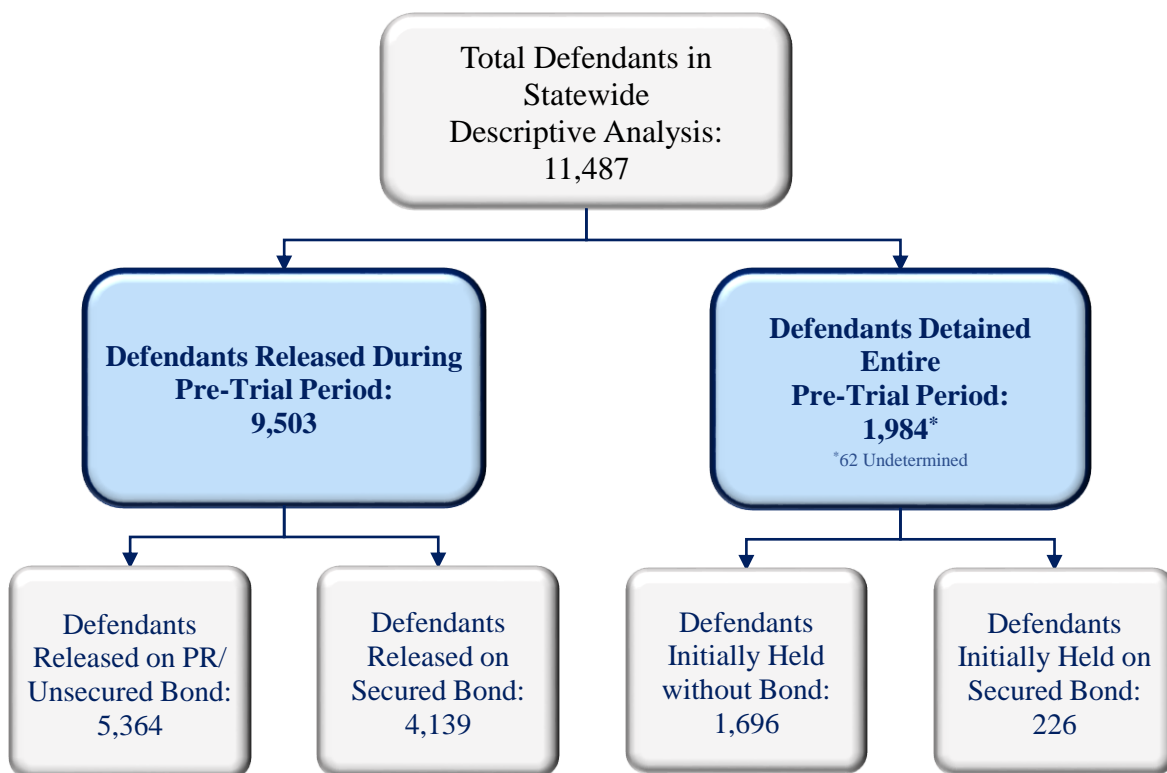 Total Defendants in
Statewide
Descriptive Analysis:
11,487
Defendants Released During
Pre-Trial Period:
9,503
Defendants Detained
Entire
Pre-Trial Period:
1,984*
*62 Undetermined
Defendants
Released on PR/
Unsecured Bond:
5,364
Defendants
Released on
Secured Bond:
4,139
Defendants
Initially Held
without Bond:
1,696
Defendants
Initially Held on
Secured Bond:
226